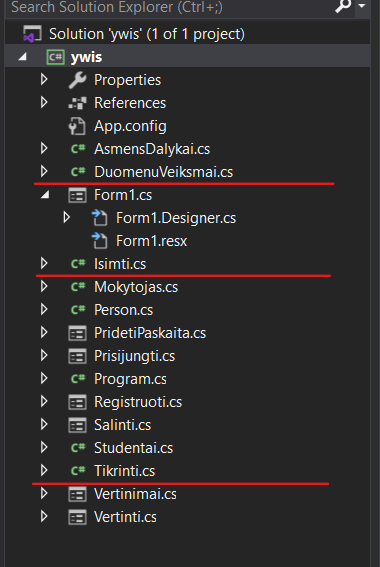 Search Solution Explorer (Ctrl+;)
Solution 'ywis' (1 of 1 project)
ywis
Properties
References
App.config
C# AsmensDalykai.cs
C# DuomenuVeiksmai.cs
Form1.cs
Form1.Designer.cs
Form1.resx
C# Isimti.cs
C# Mokytojas.cs
C# Person.cs
PridetiPaskaita.cs
Prisijungti.cs
C# Program.cs
Registruoti.cs
Salinti.cs
C# Studentai.cs
C# Tikrinti.cs
Vertinimai.cs
Vertinti.cs